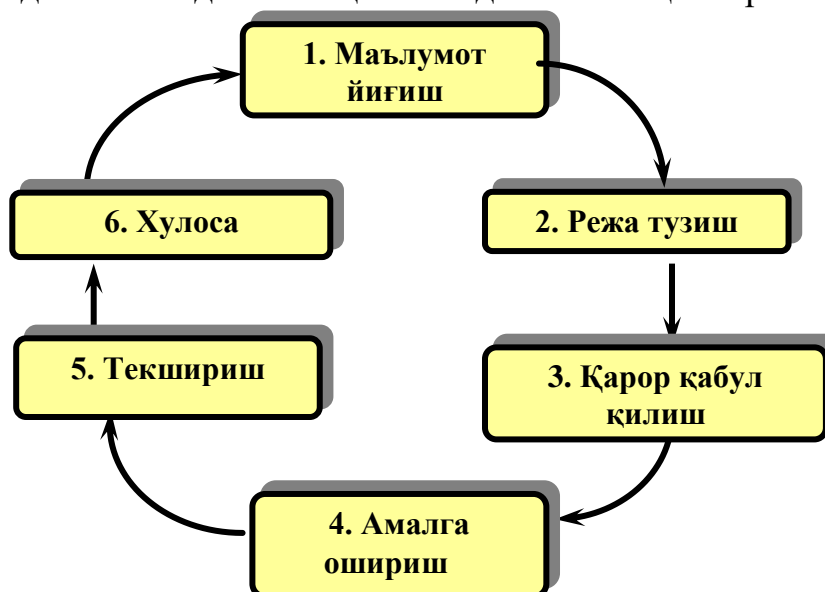 1. Маълумот
йиғиш
6. Хулоса
2. Режа тузиш
5. Текшириш
3. Қарор қабул
қилиш
4. Амалга
ошириш